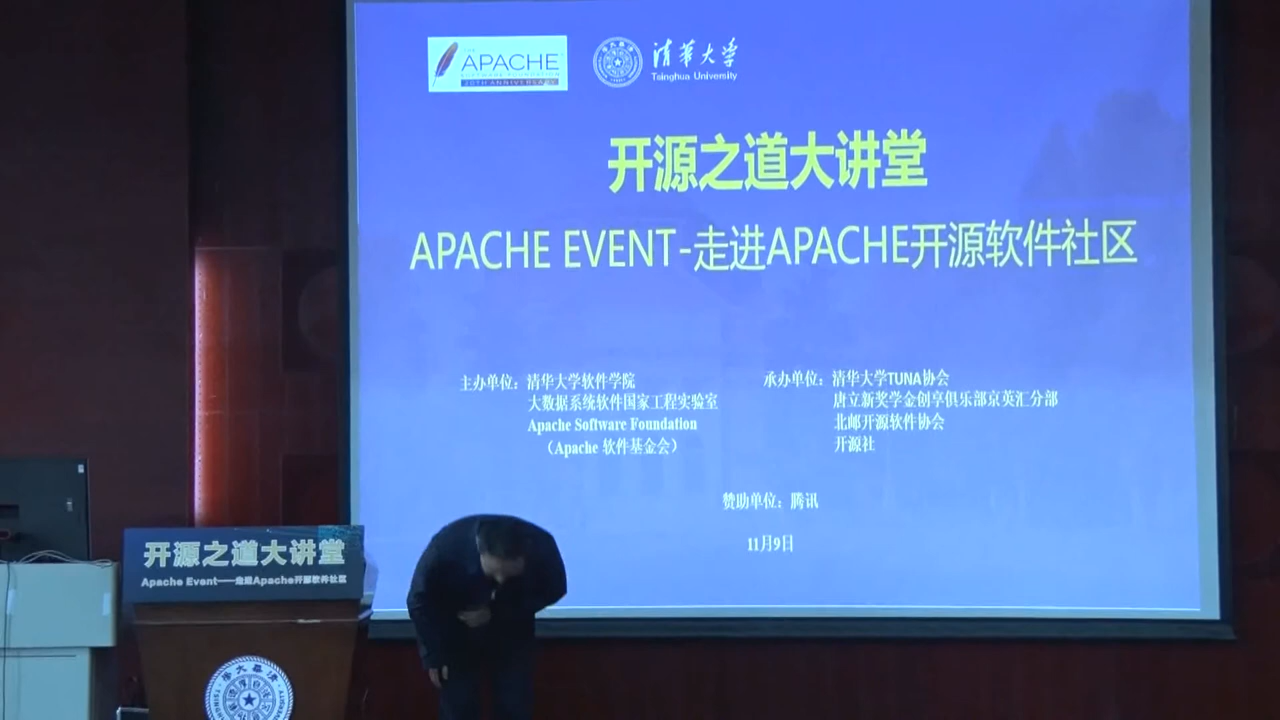 THE
APACHE
SOFTWARE FOUNDATION
20TH ANNIVERSARY
清华大学
Tsinghua University
开源之道大讲堂
APACHE EVENT-走进APACHE开源软件社区
主办单位：清华大学软件学院
大数据系统软件国家工程实验室
Apache Software Foundation
（Apache 软件基金会）
承办单位：清华大学TUNA协会
唐立新奖学金创享俱乐部京英汇分部
北邮开源软件协会
开源社
赞助单位：腾讯
11月9日
开源之道大讲堂
Apache Event——走进Apache开源软件社区